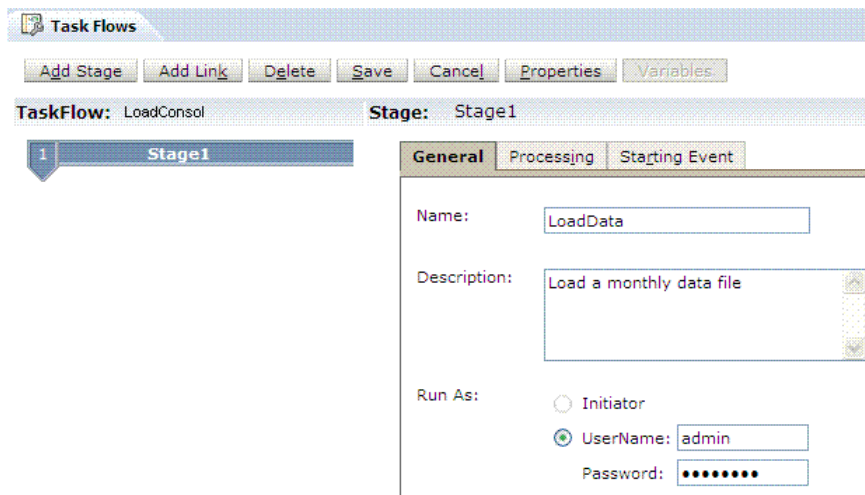 Task Flows
Add Stage Add Link Delete Save Cancel Properties Variables
TaskFlow: LoadConsol Stage: Stage1
1 Stage1
General Processing Starting Event
Name: LoadData
Description: Load a monthly data file
Run As: Initiator
UserName: admin
Password: ••••••••